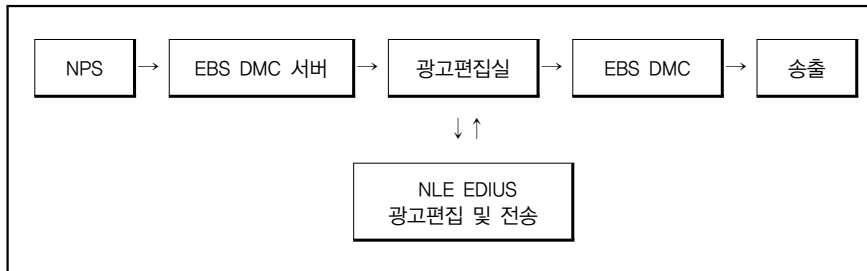 NPS → EBS DMC 서버 → 광고편집실 → EBS DMC → 송출
↓↑
NLE EDIUS
광고편집 및 전송